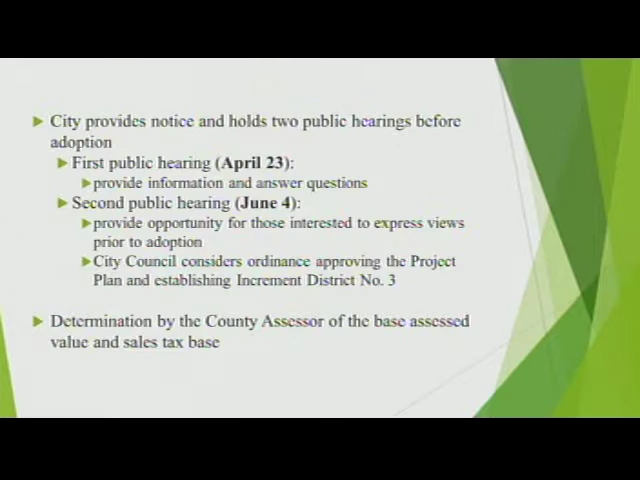 City provides notice and holds two public hearings before
adoption
First public hearing (April 23):
provide information and answer questions
Second public hearing (June 4):
provide opportunity for those interested to express views
prior to adoption
City Council considers ordinance approving the Project
Plan and establishing Increment District No. 3
Determination by the County Assessor of the base assessed
value and sales tax base